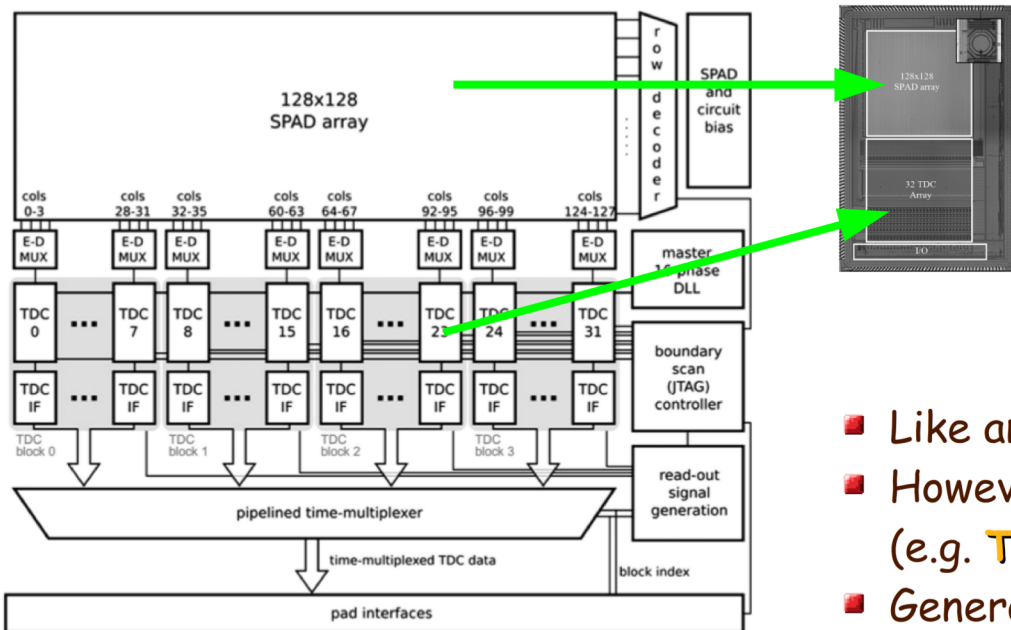 128x128
SPAD array
row decoder
SPAD
and
circuit
bias
cols
0-3
cols
28-31
cols
32-35
cols
60-63
cols
64-67
cols
92-95
cols
96-99
cols
124-127
E-D
MUX
E-D
MUX
E-D
MUX
E-D
MUX
E-D
MUX
E-D
MUX
E-D
MUX
E-D
MUX
master
16-phase
DLL
TDC
0
...
TDC
7
TDC
8
...
TDC
15
TDC
16
...
TDC
23
TDC
24
...
TDC
31
boundary
scan
(JTAG)
controller
TDC
IF
...
TDC
IF
TDC
IF
...
TDC
IF
TDC
IF
...
TDC
IF
TDC
IF
...
TDC
IF
TDC
block 0
TDC
block 1
TDC
block 2
TDC
block 3
read-out
signal
generation
pipelined time-multiplexer
time-multiplexed TDC data
block index
pad interfaces
128x128
SPAD array
32 TDC
Array
I/O
Like
(e.g.